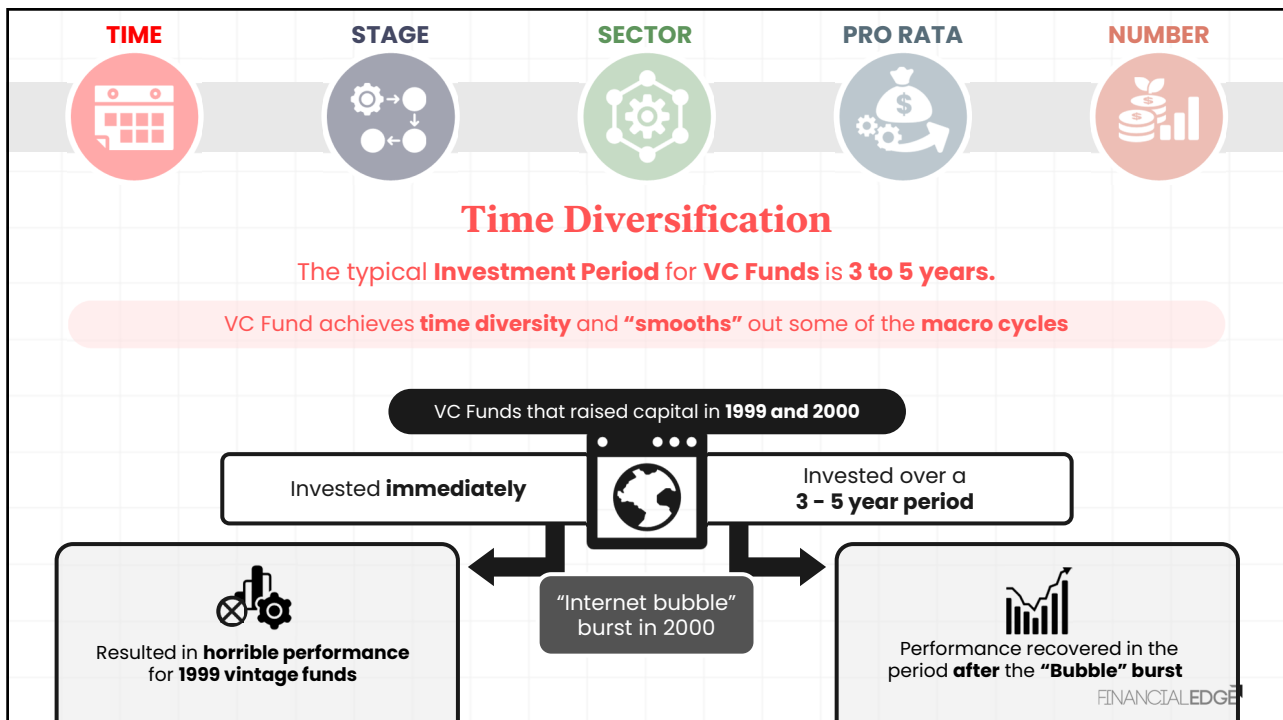 TIME
STAGE
SECTOR
PRO RATA
NUMBER
$
$
$
Time Diversification
The typical Investment Period for VC Funds is 3 to 5 years.
VC Fund achieves time diversity and “smooths” out some of the macro cycles
VC Funds that raised capital in 1999 and 2000
Invested immediately
Invested over a
3 - 5 year period
“Internet bubble”
burst in 2000
Resulted in horrible performance
for 1999 vintage funds
Performance recovered in the
period after the “Bubble” burst
FINANCIALEDGE